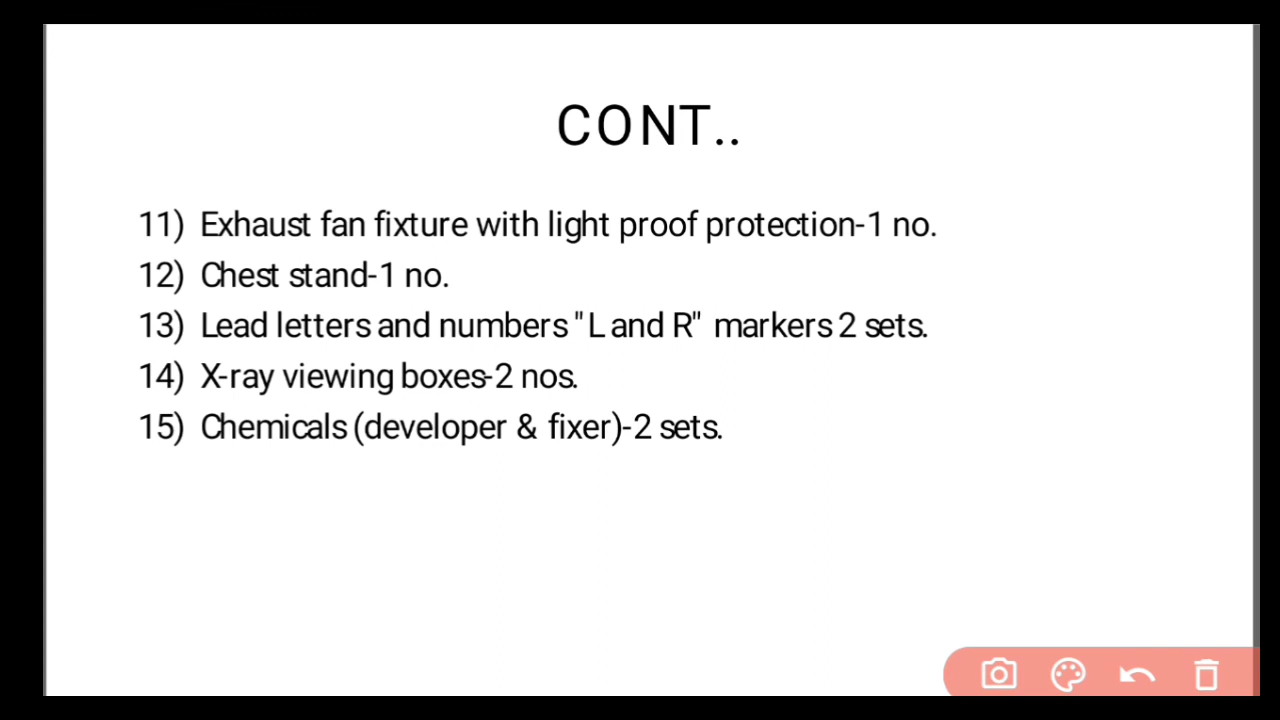 CONT..
11) Exhaust fan fixture with light proof protection-1 no.
12) Chest stand-1 no.
13) Lead letters and numbers "L and R" markers 2 sets.
14) X-ray viewing boxes-2 nos.
15) Chemicals (developer & fixer)-2 sets.